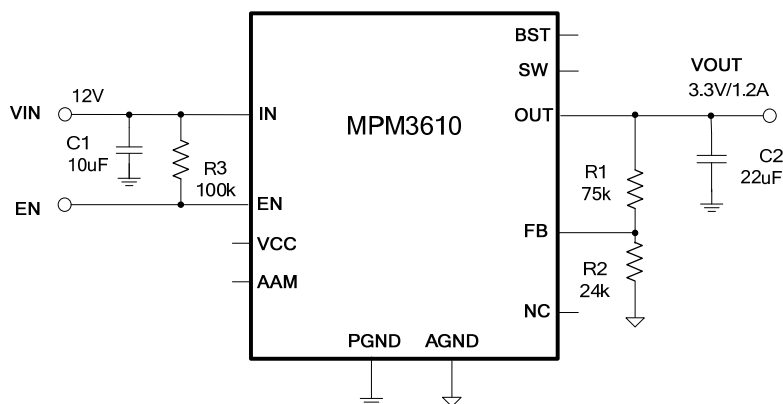 BST
SW
VOUT
3.3V/1.2A
VIN
12V
IN
MPM3610
OUT
C1
10uF
R3
100k
R1
75k
C2
22uF
EN
EN
FB
VCC
R2
24k
AAM
NC
PGND
AGND